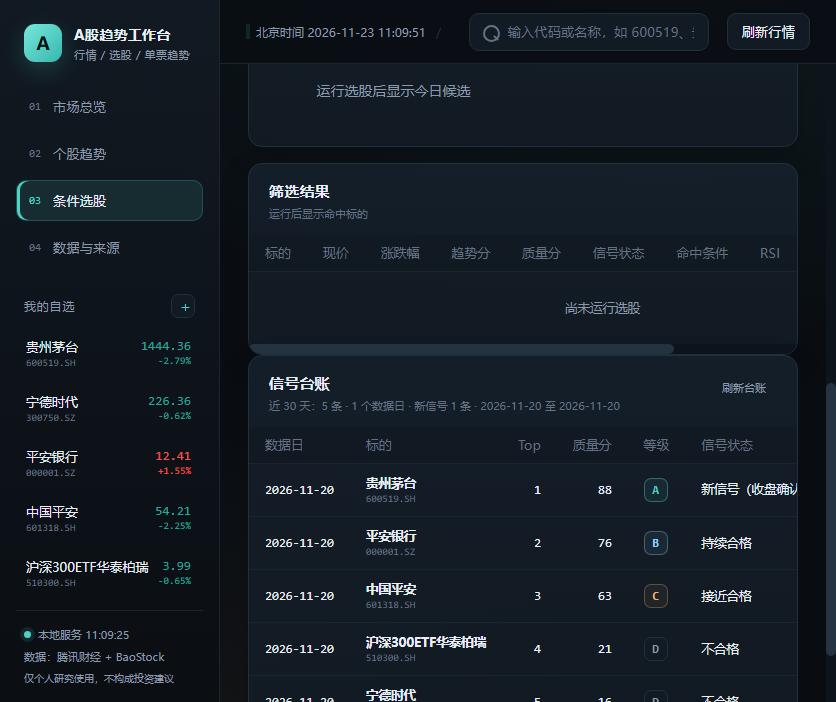 A
A股趋势工作台
行情 / 选股 / 单票趋势
01 市场总览
02 个股趋势
03 条件选股
04 数据与来源
我的自选 +
贵州茅台 1444.36
600519.SH -2.79%
宁德时代 226.36
300750.SZ -0.62%
平安银行 12.41
000001.SZ +1.55%
中国平安 54.21
601318.SH -2.25%
沪深300ETF华泰柏瑞 3.99
510300.SH -0.65%
本地服务 11:09:25
数据：腾讯财经 + BaoStock
仅个人研究使用，不构成投资建议
北京时间 2026-11-23 11:09:51 /
输入代码或名称，如 600519、
刷新行情
运行选股后显示今日候选
筛选结果
运行后显示命中标的
标的 现价 涨跌幅 趋势分 质量分 信号状态 命中条件 RSI
尚未运行选股
信号台账
刷新台账
近 30 天：5 条 · 1 个数据日 · 新信号 1 条 · 2026-11-20 至 2026-11-20
数据日 标的 Top 质量分 等级 信号状态
2026-11-20 贵州茅台 600519.SH 1 88 A 新信号（收盘确认
2026-11-20 平安银行 000001.SZ 2 76 B 持续合格
2026-11-20 中国平安 601318.SH 3 63 C 接近合格
2026-11-20 沪深300ETF华泰柏瑞 510300.SH 4 21 D 不合格
2026-11-20 宁德时代 5 16 D 不合格